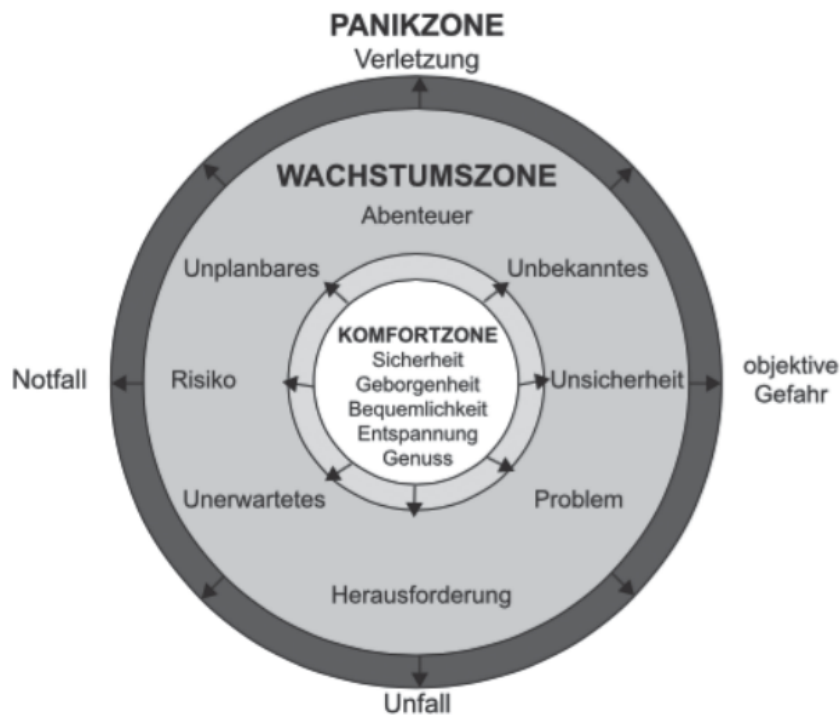 PANIKZONE
Verletzung
WACHSTUMSZONE
Abenteuer
Unplanbares
Unbekanntes
KOMFORTZONE
Sicherheit
Geborgenheit
Bequemlichkeit
Entspannung
Genuss
Notfall
Risiko
Unsicherheit
objektive
Gefahr
Unerwartetes
Problem
Herausforderung
Unfall